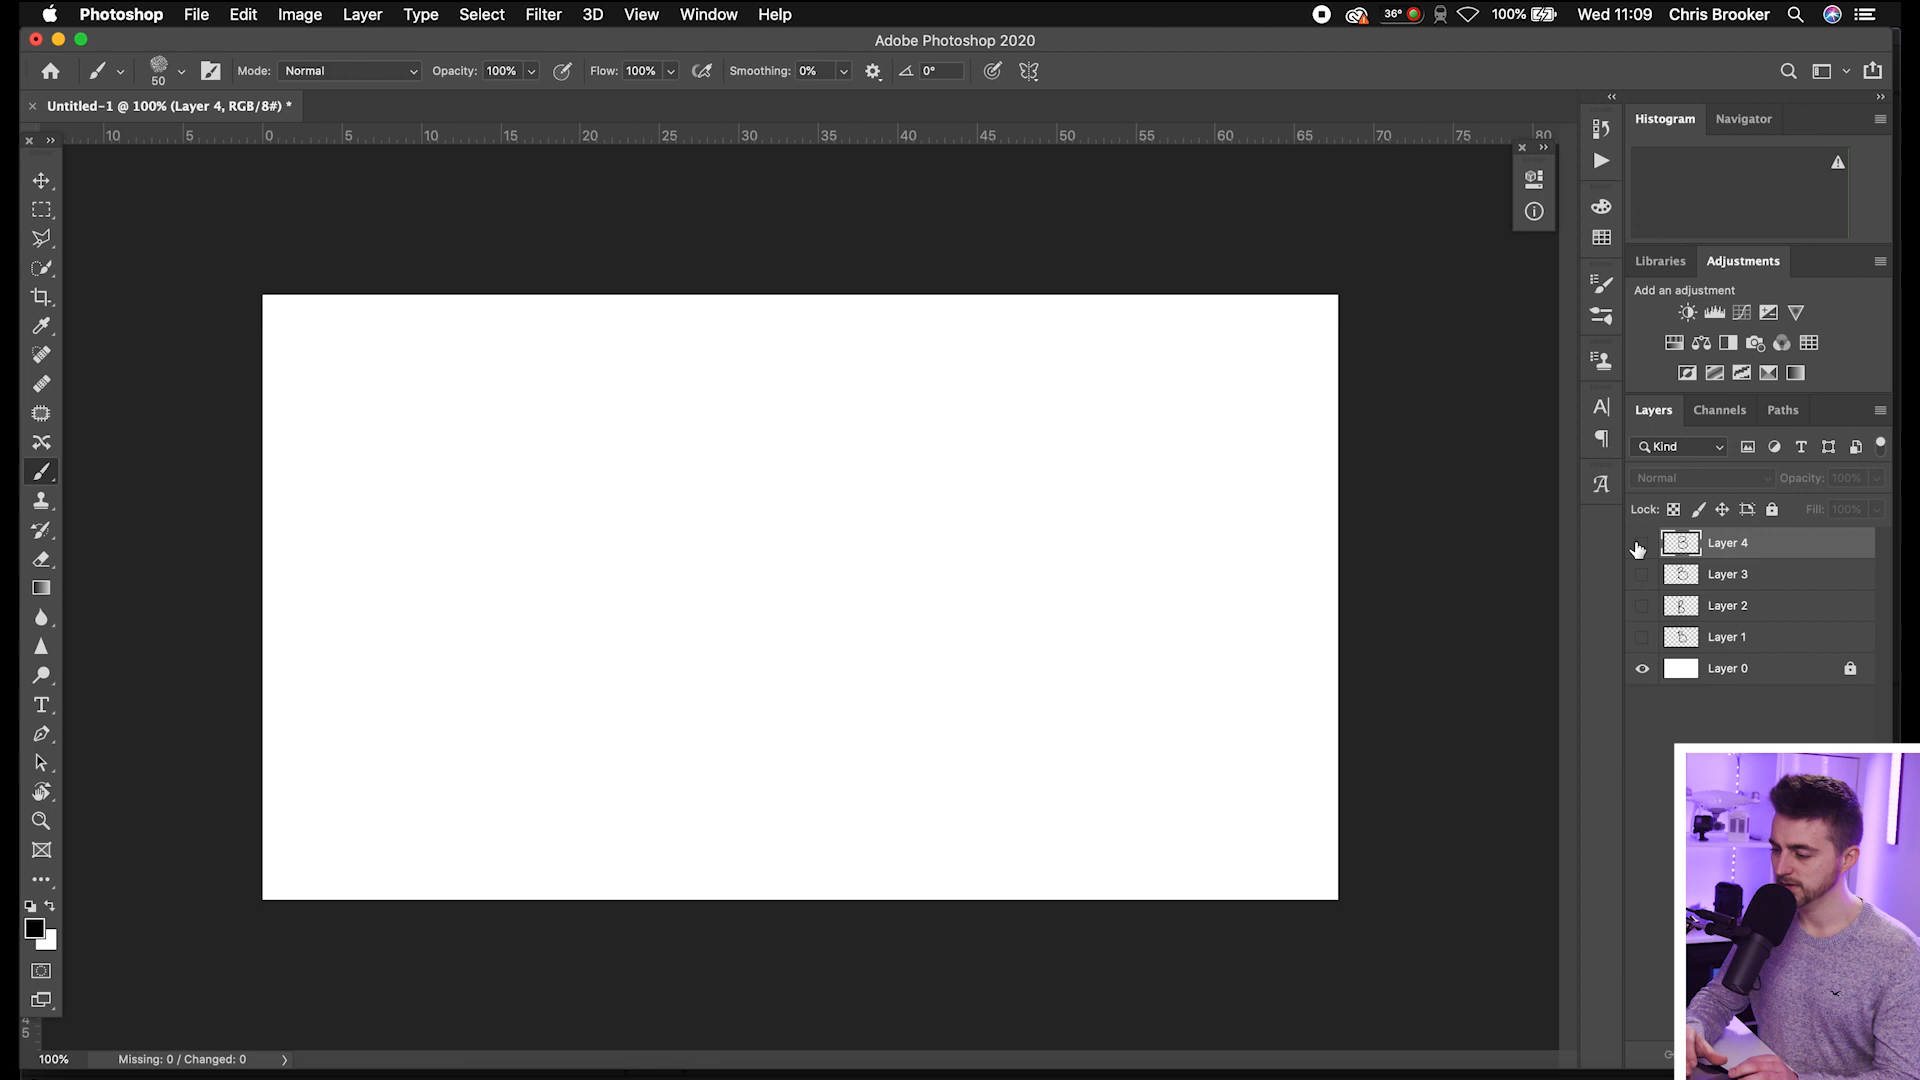 Photoshop File Edit Image Layer Type Select Filter 3D View Window Help 36° 100% Wed 11:09 Chris Brooker
Adobe Photoshop 2020
50 Mode: Normal Opacity: 100% Flow: 100% Smoothing: 0% 0°
Untitled-1 @ 100% (Layer 4, RGB/8#) *
10 5 0 5 10 15 20 25 30 35 40 45 50 55 60 65 70 75 80
Histogram Navigator
Libraries Adjustments
Add an adjustment
Layers Channels Paths
Kind
Normal Opacity: 100%
Lock: Fill: 100%
Layer 4
Layer 3
Layer 2
Layer 1
Layer 0
4
5
100% Missing: 0 / Changed: 0